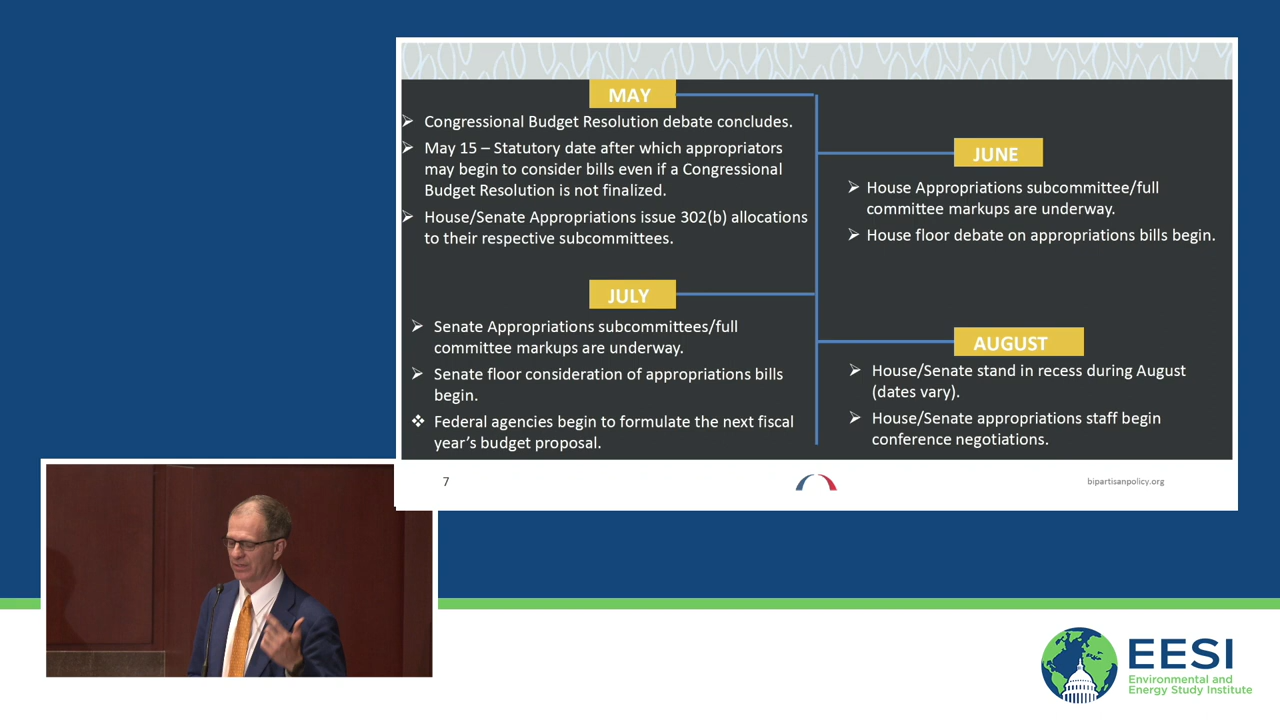 MAY
Congressional Budget Resolution debate concludes.
May 15 – Statutory date after which appropriators
may begin to consider bills even if a Congressional
Budget Resolution is not finalized.
House/Senate Appropriations issue 302(b) allocations
to their respective subcommittees.
JUNE
House Appropriations subcommittee/full
committee markups are underway.
House floor debate on appropriations bills begin.
JULY
Senate Appropriations subcommittees/full
committee markups are underway.
Senate floor consideration of appropriations bills
begin.
Federal agencies begin to formulate the next fiscal
year’s budget proposal.
AUGUST
House/Senate stand in recess during August
(dates vary).
House/Senate appropriations staff begin
conference negotiations.
7
bipartisanpolicy.org
EESI
Environmental and
Energy Study Institute